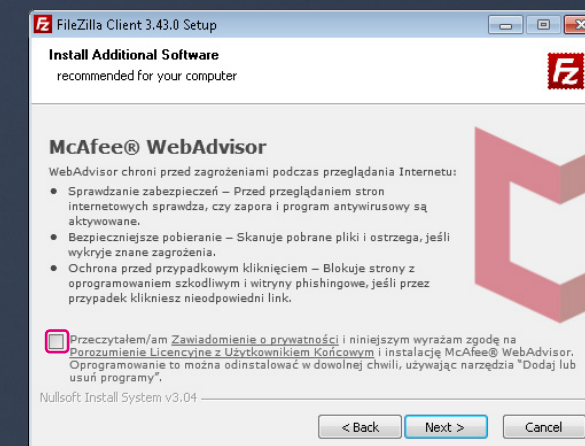 FileZilla Client 3.43.0 Setup
Install Additional Software
recommended for your computer
McAfee® WebAdvisor
WebAdvisor chroni przed zagrożeniami podczas przeglądania Internetu:
• Sprawdzanie zabezpieczeń – Przed przeglądaniem stron
internetowych sprawdza, czy zapora i program antywirusowy są
aktywowane.
• Bezpieczniejsze pobieranie – Skanuje pobrane pliki i ostrzega, jeśli
wykryje znane zagrożenia.
• Ochrona przed przypadkowym kliknięciem – Blokuje strony z
oprogramowaniem szkodliwym i witryny phishingowe, jeśli przez
przypadek klikniesz nieodpowiedni link.
Przeczytałem/am Zawiadomienie o prywatności i niniejszym wyrażam zgodę na
Porozumienie Licencyjne z Użytkownikiem Końcowym i instalację McAfee® WebAdvisor.
Oprogramowanie to można odinstalować w dowolnej chwili, używając narzędzia "Dodaj lub
usuń programy”.
Nullsoft Install System v3.04
< Back Next > Cancel